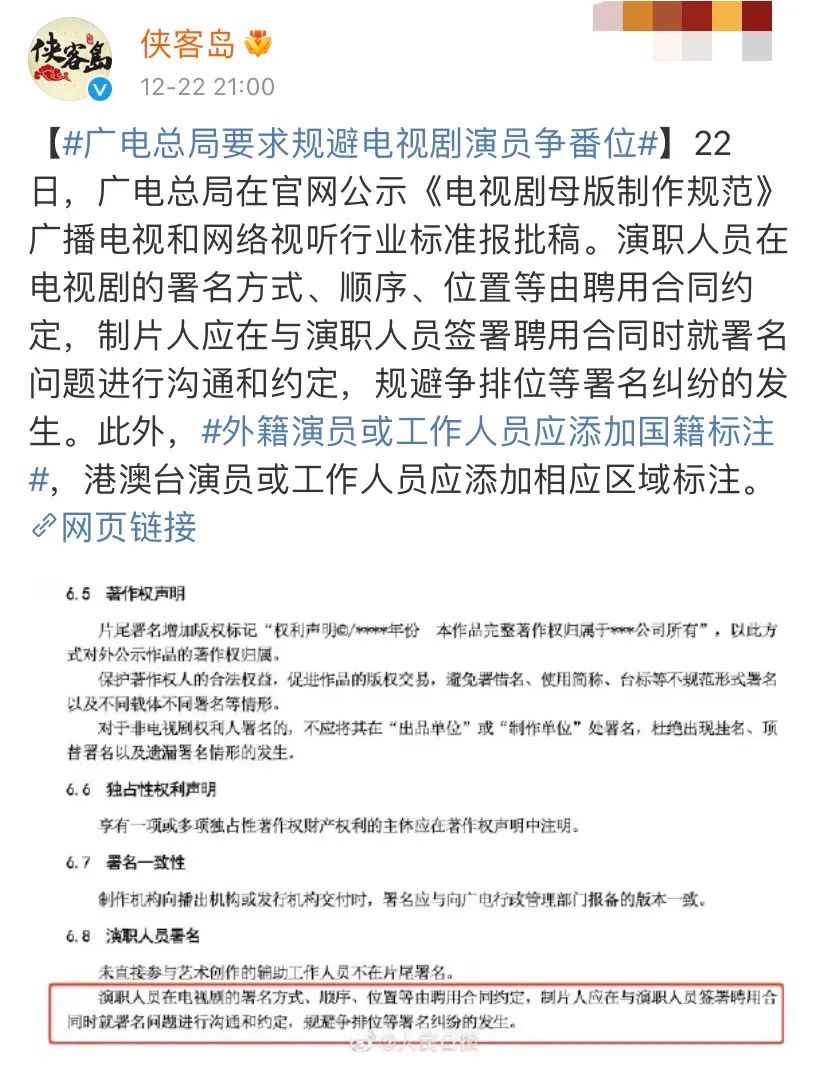 侠客岛
侠客岛
12-22 21:00
【#广电总局要求规避电视剧演员争番位#】22
日，广电总局在官网公示《电视剧母版制作规范》
广播电视和网络视听行业标准报批稿。演职人员在
电视剧的署名方式、顺序、位置等由聘用合同约
定，制片人应在与演职人员签署聘用合同时就署名
问题进行沟通和约定，规避争排位等署名纠纷的发
生。此外，#外籍演员或工作人员应添加国籍标注
#，港澳台演员或工作人员应添加相应区域标注。
网页链接
6.5 著作权声明
片尾署名增加版权标记“权利声明©/****年份 本作品完整著作权归属于***公司所有”，以此方
式对外公示作品的著作权归属。
保护著作权人的合法权益，促进作品的版权交易，避免署惜名、使用简称、台标等不规范形式署名
以及不同载体不同署名等情形。
对于非电视剧权利人署名的，不应将其在“出品单位”或“制作单位”处署名，杜绝出现挂名、顶
替署名以及遗漏署名情形的发生。
6.6 独占性权利声明
享有一项或多项独占性著作权财产权利的主体应在著作权声明中注明。
6.7 署名一致性
制作机构向播出机构或发行机构交付时，署名应与向广电行政管理部门报备的版本一致。
6.8 演职人员署名
未直接参与艺术创作的辅助工作人员不在片尾署名。
演职人员在电视剧的署名方式、顺序、位置等由聘用合同约定，制片人应在与演职人员签署聘用合
同时就署名问题进行沟通和约定，规避争排位等署名纠纷的发生。
@人民日报